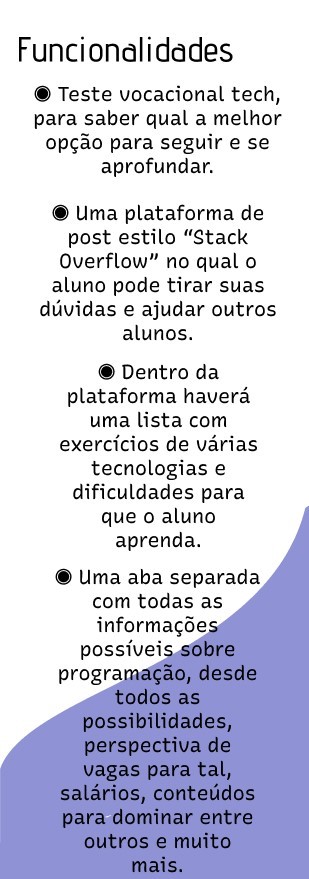 Funcionalidades
◉ Teste vocacional tech,
para saber qual a melhor
opção para seguir e se
aprofundar.
◉ Uma plataforma de
post estilo “Stack
Overflow” no qual o
aluno pode tirar suas
dúvidas e ajudar outros
alunos.
◉ Dentro da
plataforma haverá
uma lista com
exercícios de várias
tecnologias e
dificuldades para
que o aluno
aprenda.
◉ Uma aba separada
com todas as
informações
possíveis sobre
programação, desde
todos as
possibilidades,
perspectiva de
vagas para tal,
salários, conteúdos
para dominar entre
outros e muito
mais.